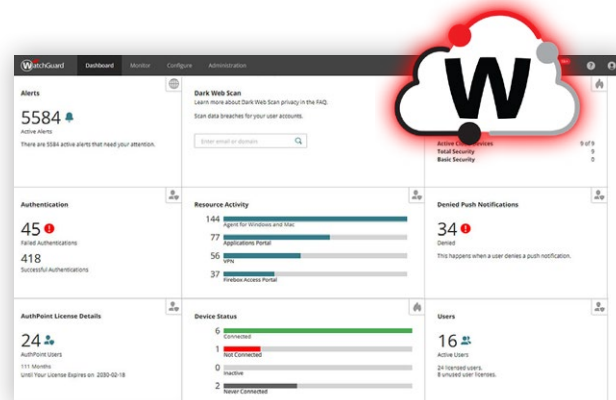 WatchGuard Dashboard Monitor Configure Administration
W
Alerts
5584
Active Alerts
There are 5584 active alerts that need your attention.
Dark Web Scan
Learn more about Dark Web Scan privacy in the FAQ.
Scan data breaches for your user accounts.
Enter email or domain
Devices 9 of 9
Total Security 9
Basic Security 0
Authentication
45
Failed Authentications
418
Successful Authentications
Resource Activity
144
Agent for Windows and Mac
77
Applications Portal
56
VPN
37
Firebox Access Portal
Denied Push Notifications
34
Denied
This happens when a user denies a push notification.
AuthPoint License Details
24
AuthPoint Users
111 Months
Until Your License Expires on 2030-02-18
Device Status
6
Connected
1
Not Connected
0
Inactive
2
Never Connected
Users
16
Active Users
24 licensed users.
8 unused user licenses.